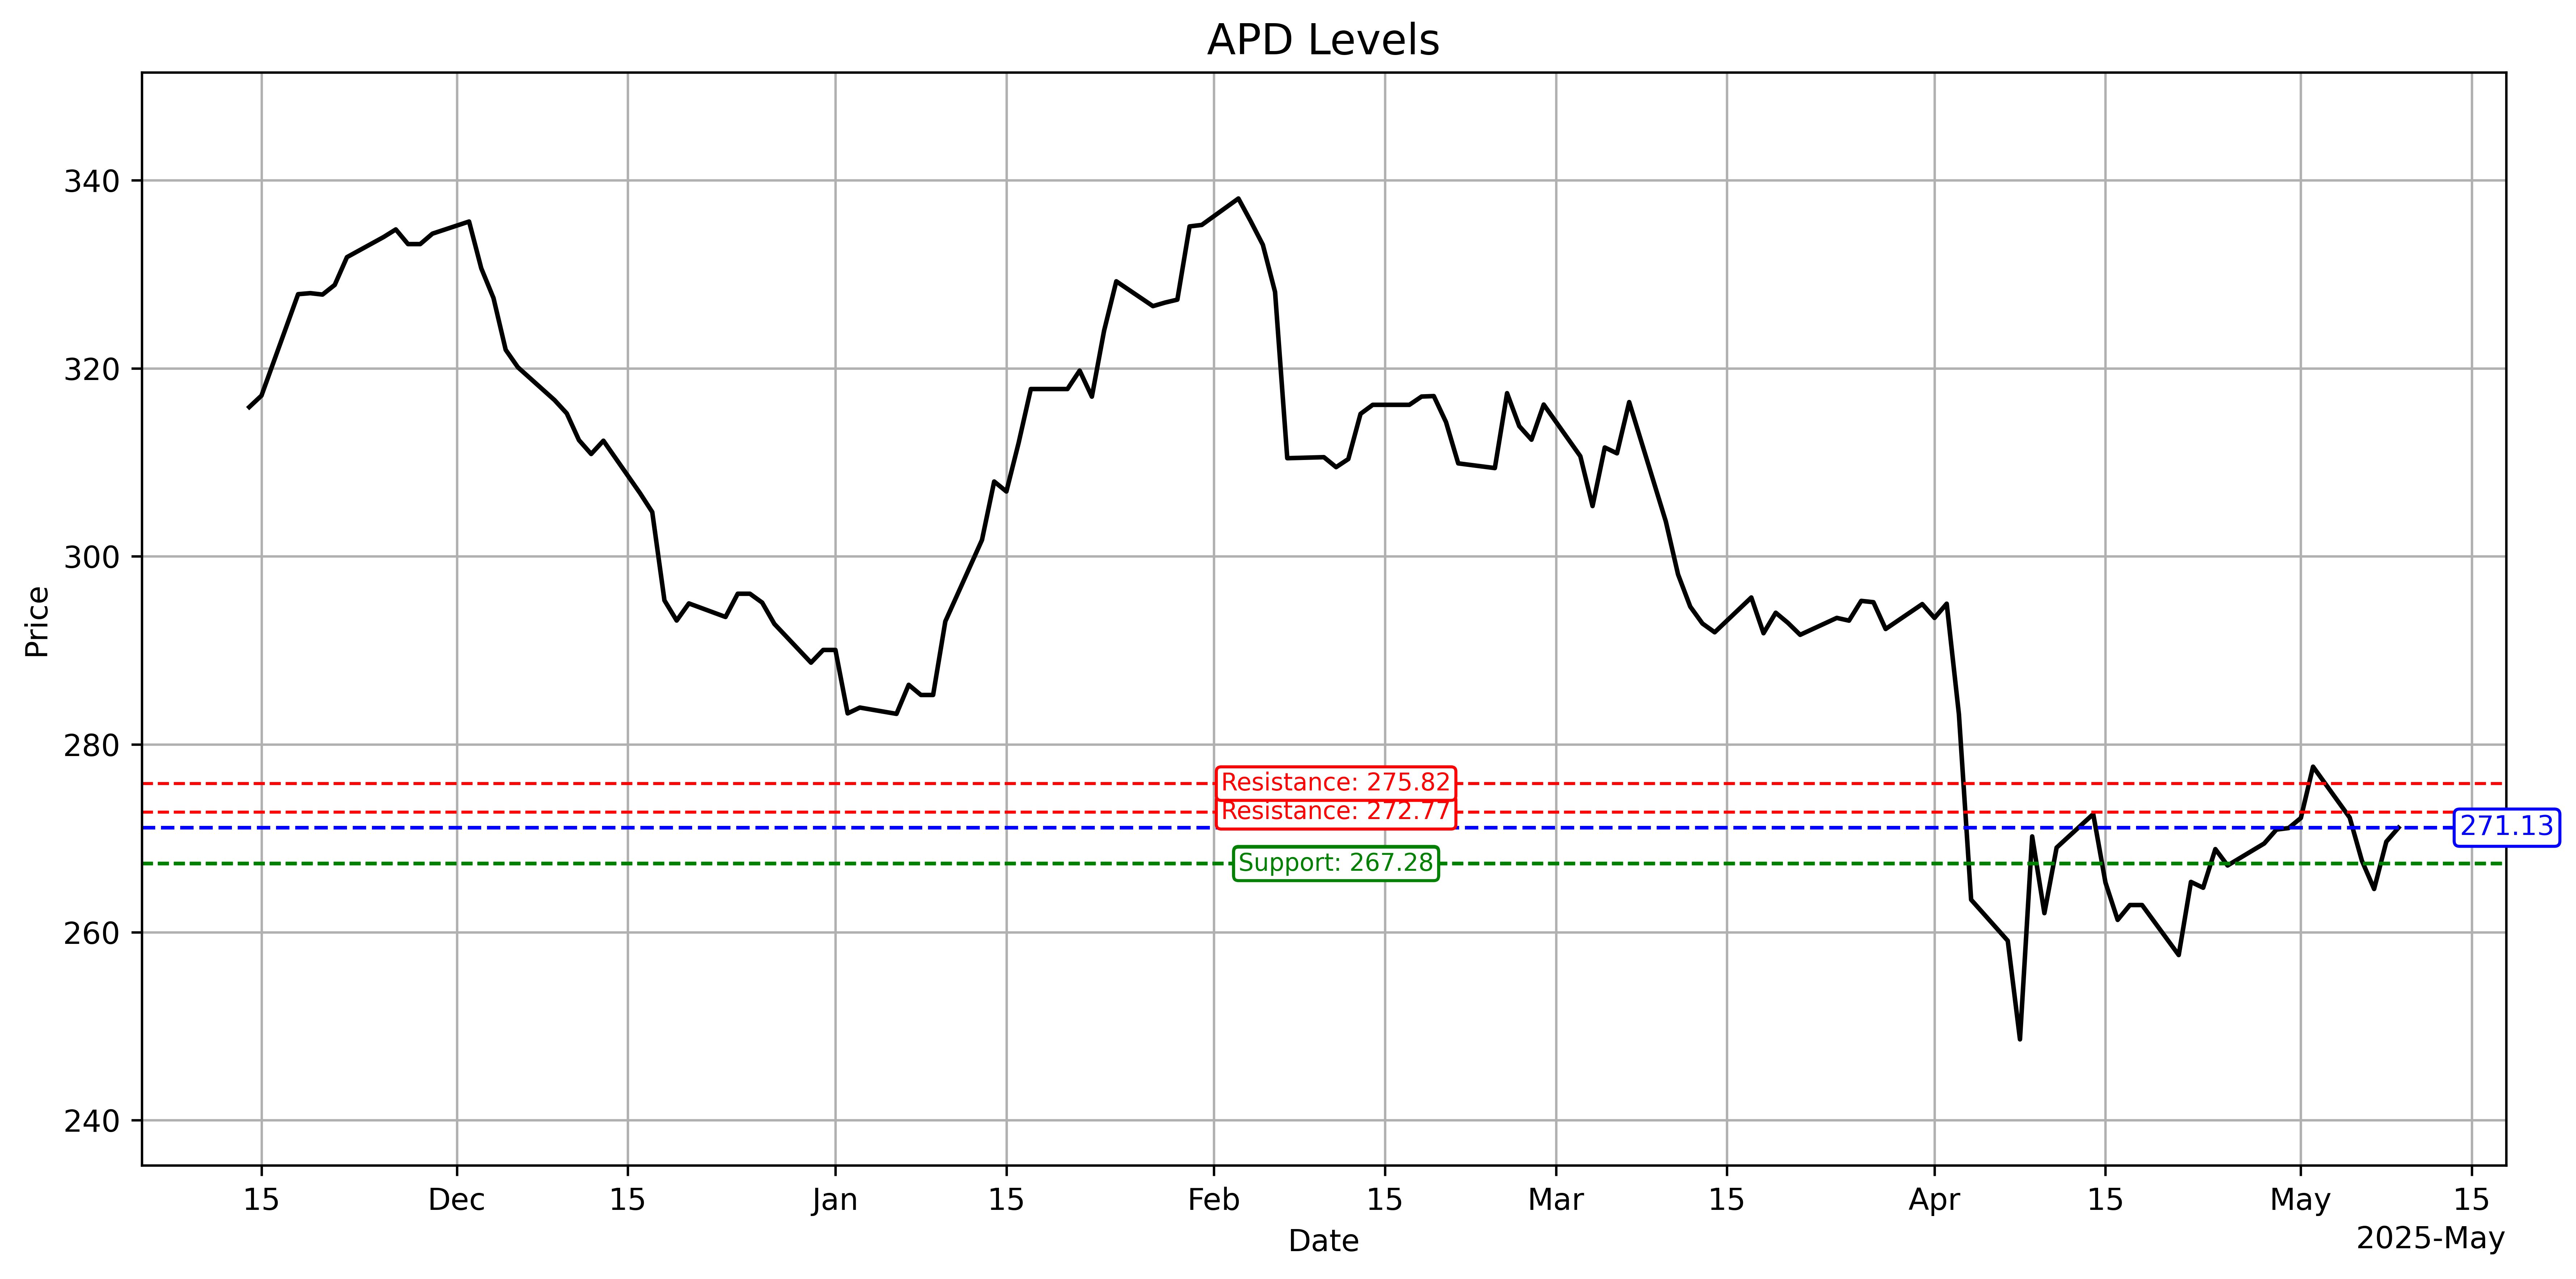 APD Levels
340
320
300
280
260
240
Price
Resistance: 275.82
Resistance: 272.77
271.13
Support: 267.28
15 Dec 15 Jan 15 Feb 15 Mar 15 Apr 15 May 15
Date
2025-May